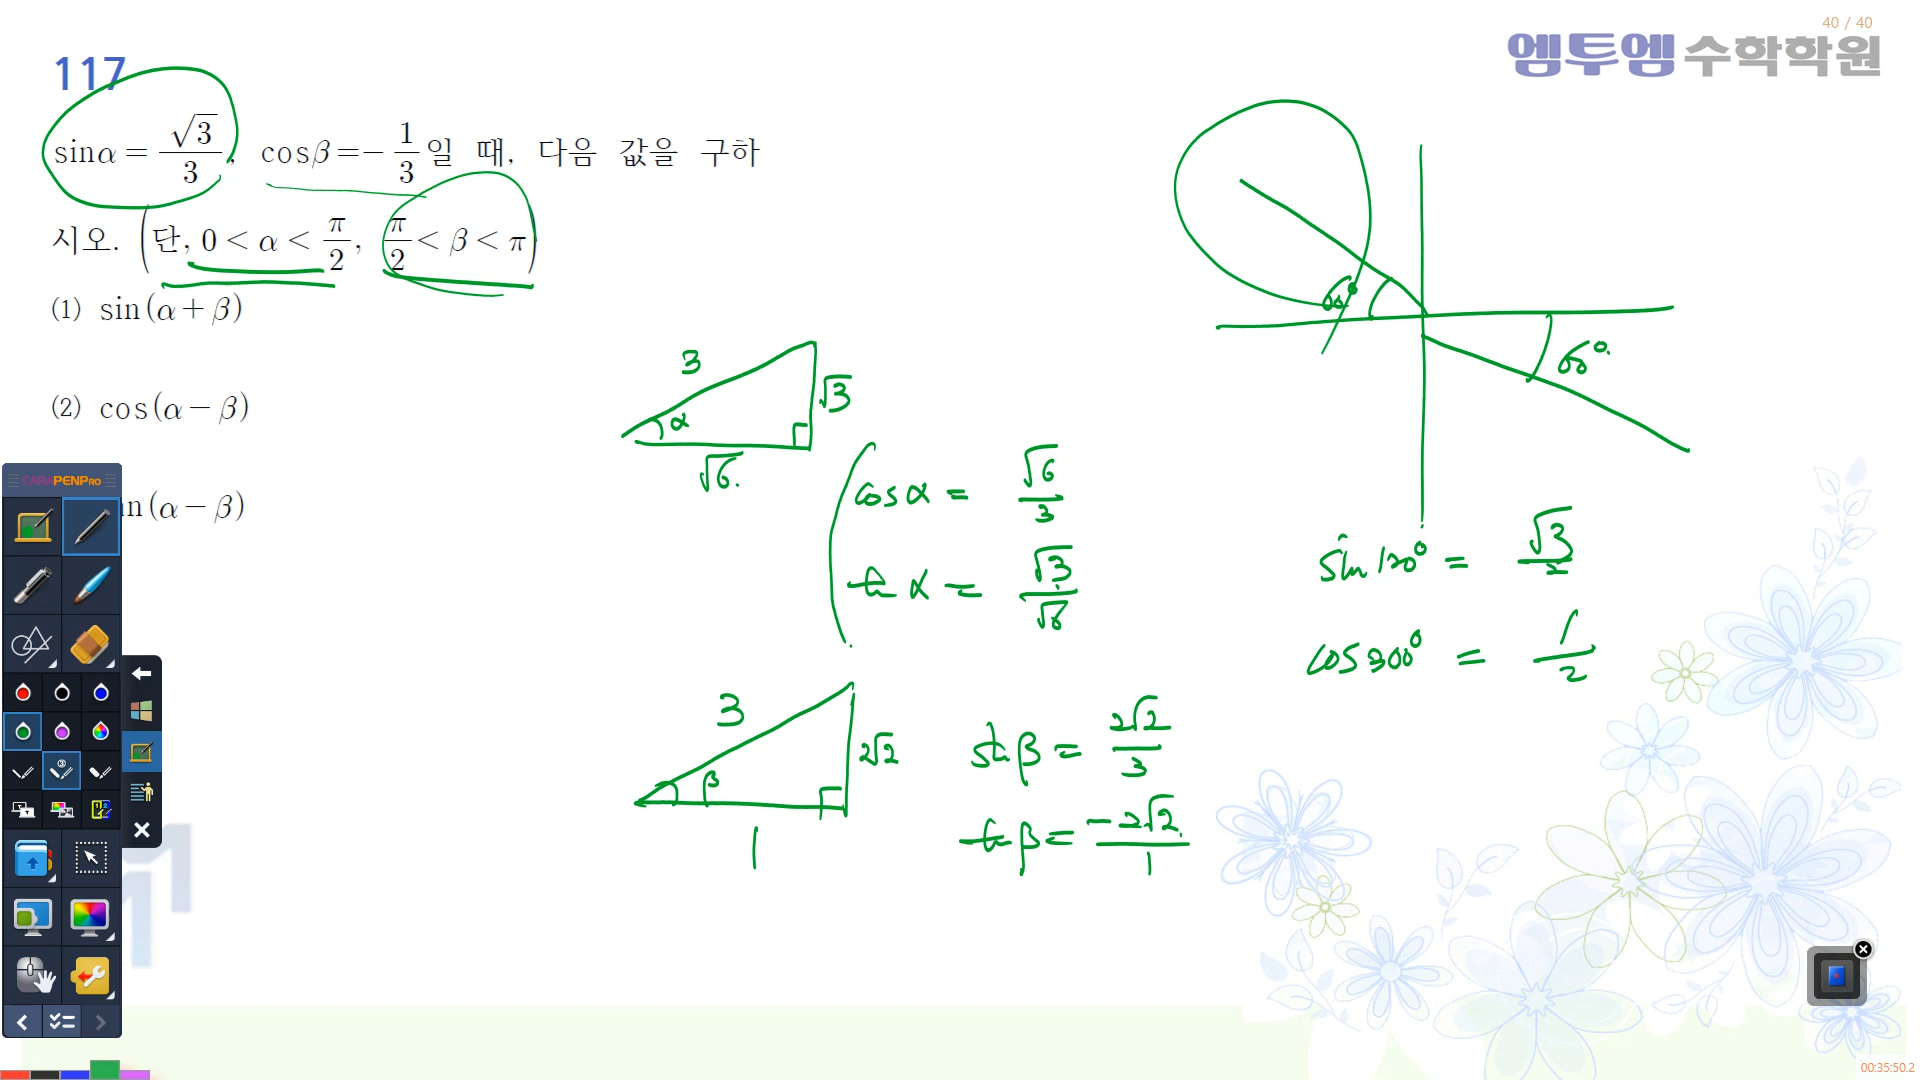 40 / 40
엠투엠 수학학원
117
sinα = √3/3, cosβ = -1/3 일 때, 다음 값을 구하
시오. (단, 0 < α < π/2, π/2 < β < π)
(1) sin(α + β)
(2) cos(α − β)
n(α − β)
3
α
√3
√6.
cosα = √6/3
tanα = √3/√6
3
β
2√2
1
sinβ = 2√2/3
tanβ = -2√2/1
60°
60°
sin120° = √3/2
cos300° = 1/2
CARAPENPRO
00:35:50.2